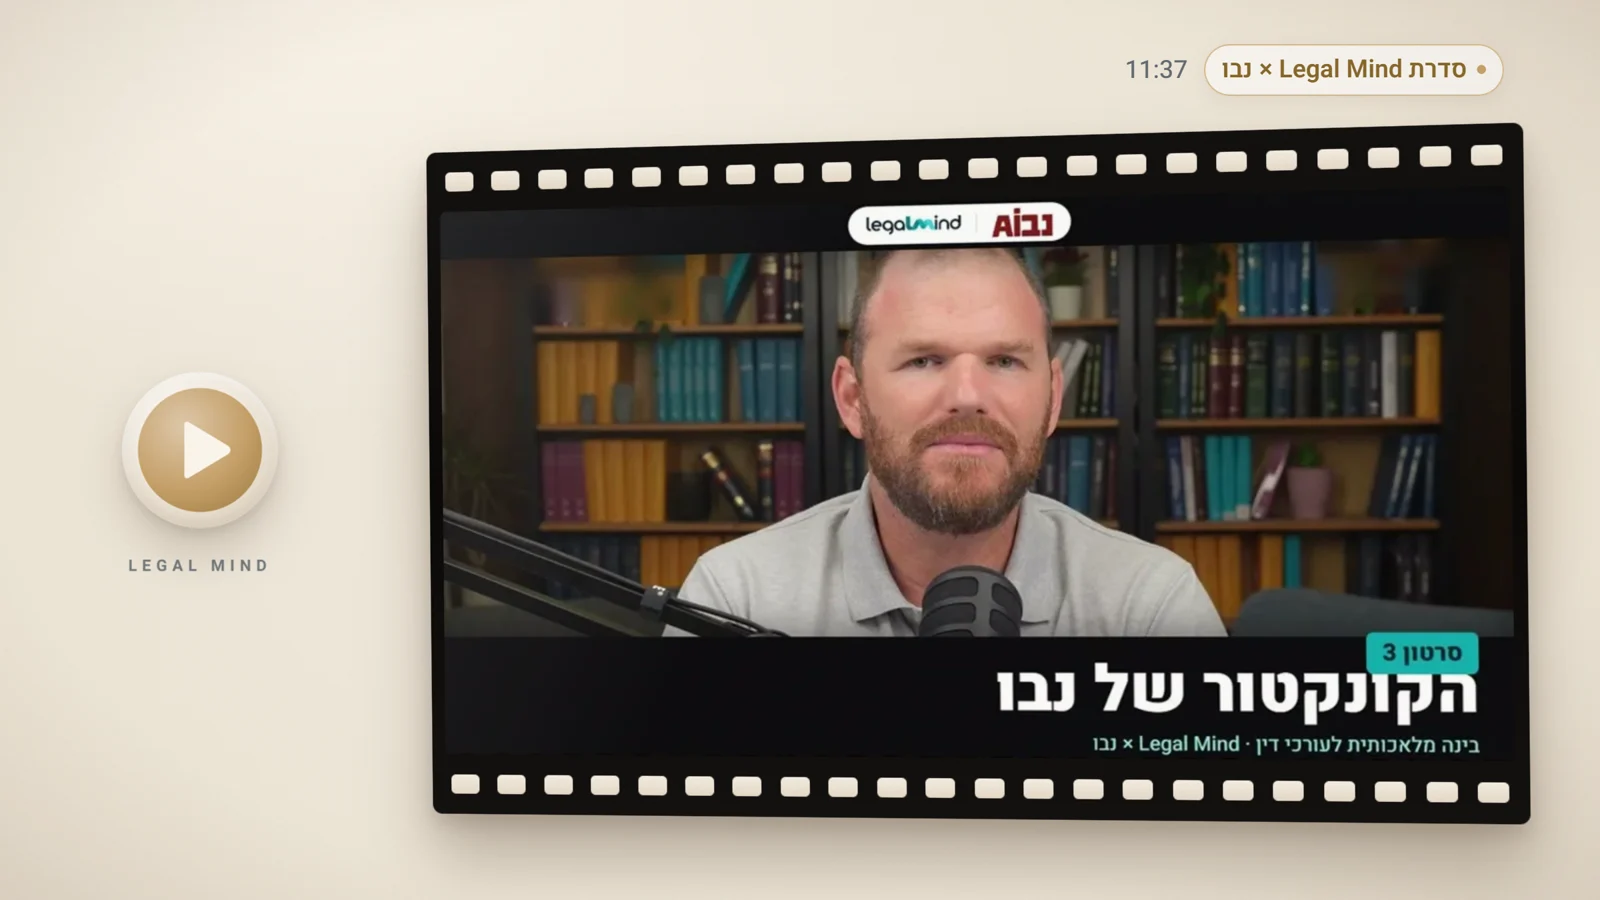 סדרת Legal Mind × נבו
11:37
נבוAI
legalmind
LEGAL MIND
סרטון 3
הקונקטור של נבו
בינה מלאכותית לעורכי דין · Legal Mind × נבו